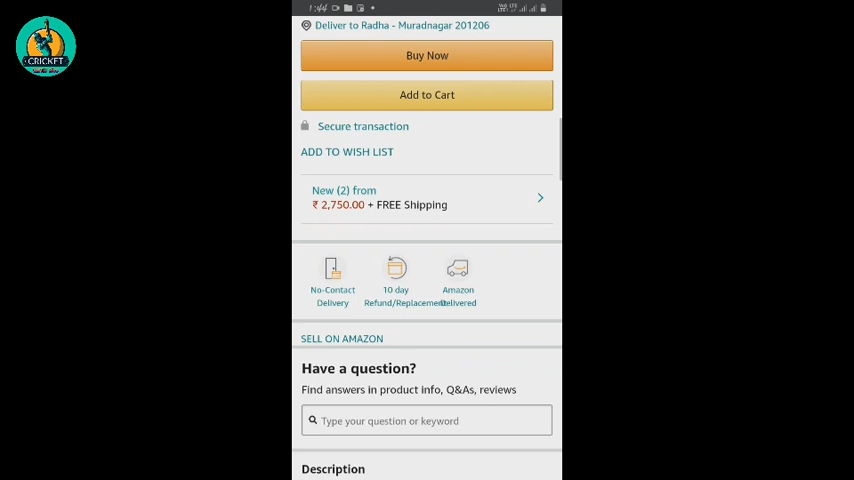 1:44
Deliver to Radha - Muradnagar 201206
Buy Now
CRICKET
Add to Cart
Secure transaction
ADD TO WISH LIST
New (2) from
₹ 2,750.00 + FREE Shipping
No-Contact Delivery
10 day Refund/Replacement
Amazon Delivered
SELL ON AMAZON
Have a question?
Find answers in product info, Q&As, reviews
Type your question or keyword
Description